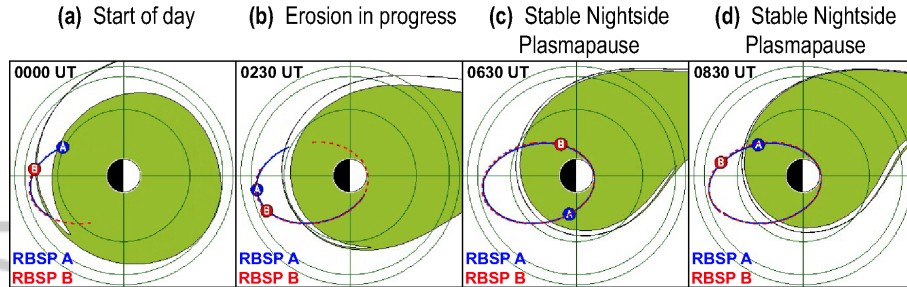 (a) Start of day
(b) Erosion in progress
(c) Stable Nightside
Plasmapause
(d) Stable Nightside
Plasmapause
0000 UT
A
B
RBSP A
RBSP B
0230 UT
A
B
RBSP A
RBSP B
0630 UT
B
A
RBSP A
RBSP B
0830 UT
A
B
RBSP A
RBSP B